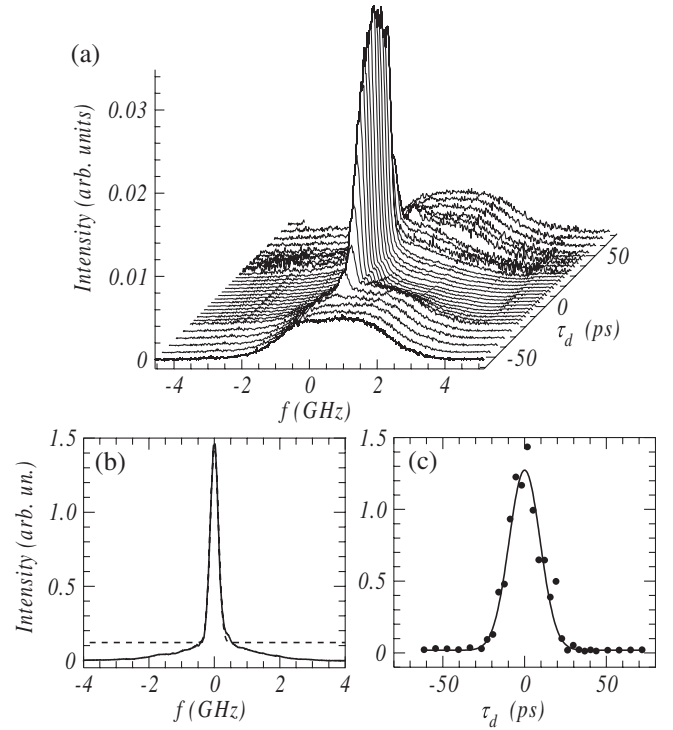 (a)
Intensity (arb. units)
0.03
0.02
0.01
0
-4 -2 0 2 4
f (GHz)
-50 0 50
τd (ps)
(b)
Intensity (arb. un.)
1.5
1.0
0.5
0
-4 -2 0 2 4
f (GHz)
(c)
1.5
1.0
0.5
0
-50 0 50
τd (ps)